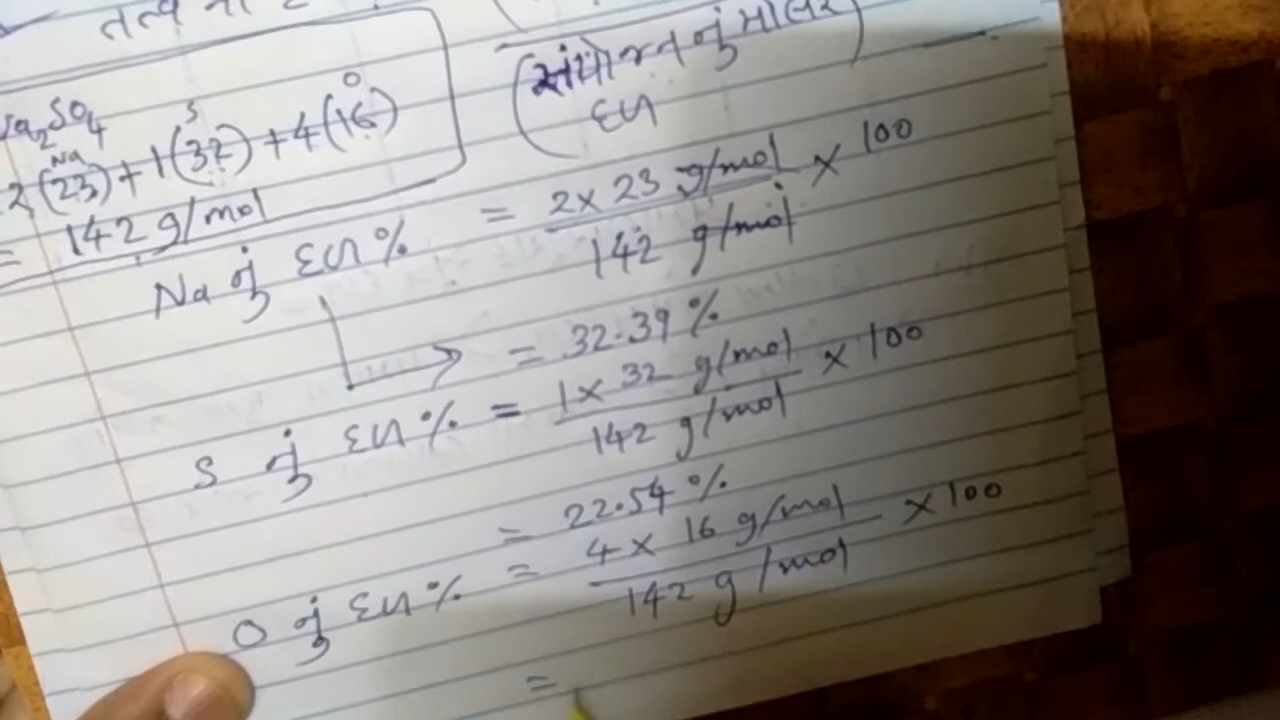 તત્વ ના
(સંયોજનનું મોલર
દળ)
Na₂SO₄
Na S O
2(23) + 1(32) + 4(16)
= 142 g/mol
Na નું દળ% = 2 × 23 g/mol / 142 g/mol × 100
= 32.39 %
S નું દળ% = 1 × 32 g/mol / 142 g/mol × 100
= 22.54 %
O નું દળ% = 4 × 16 g/mol / 142 g/mol × 100
=